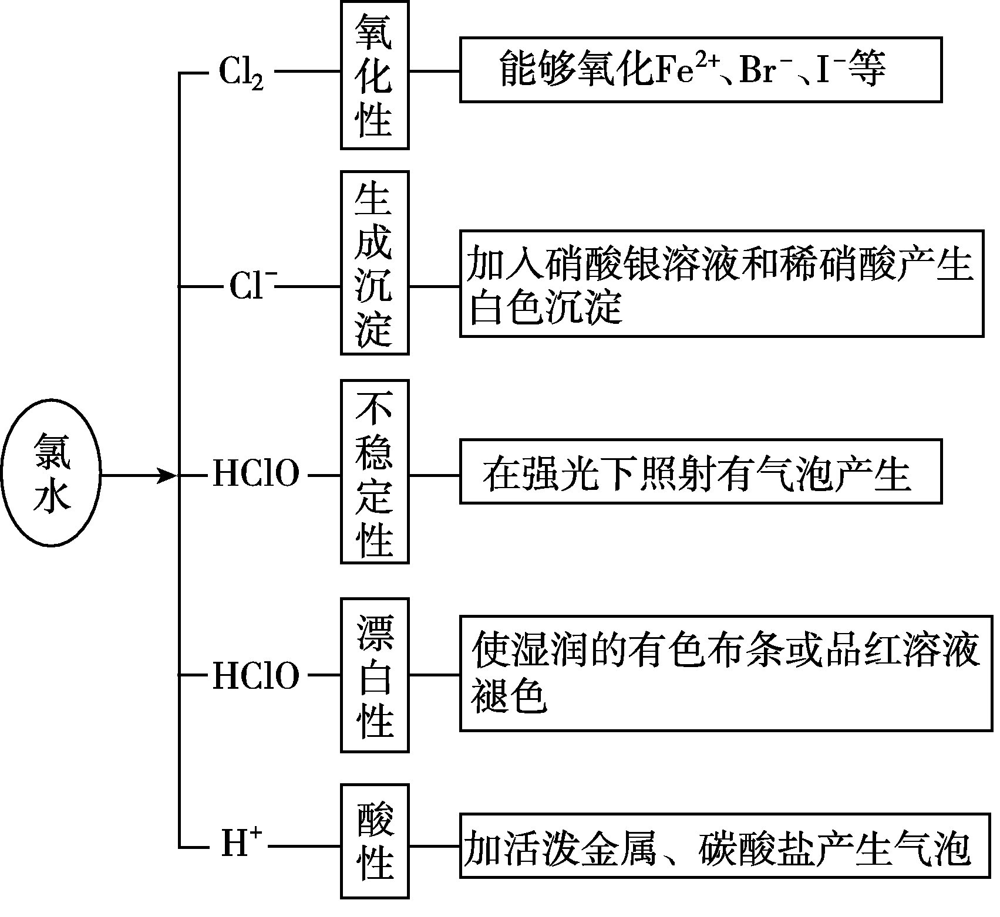 氯水
Cl₂
氧化性
能够氧化Fe²⁺、Br⁻、I⁻等
Cl⁻
生成沉淀
加入硝酸银溶液和稀硝酸产生
白色沉淀
HClO
不稳定性
在强光下照射有气泡产生
HClO
漂白性
使湿润的有色布条或品红溶液
褪色
H⁺
酸性
加活泼金属、碳酸盐产生气泡